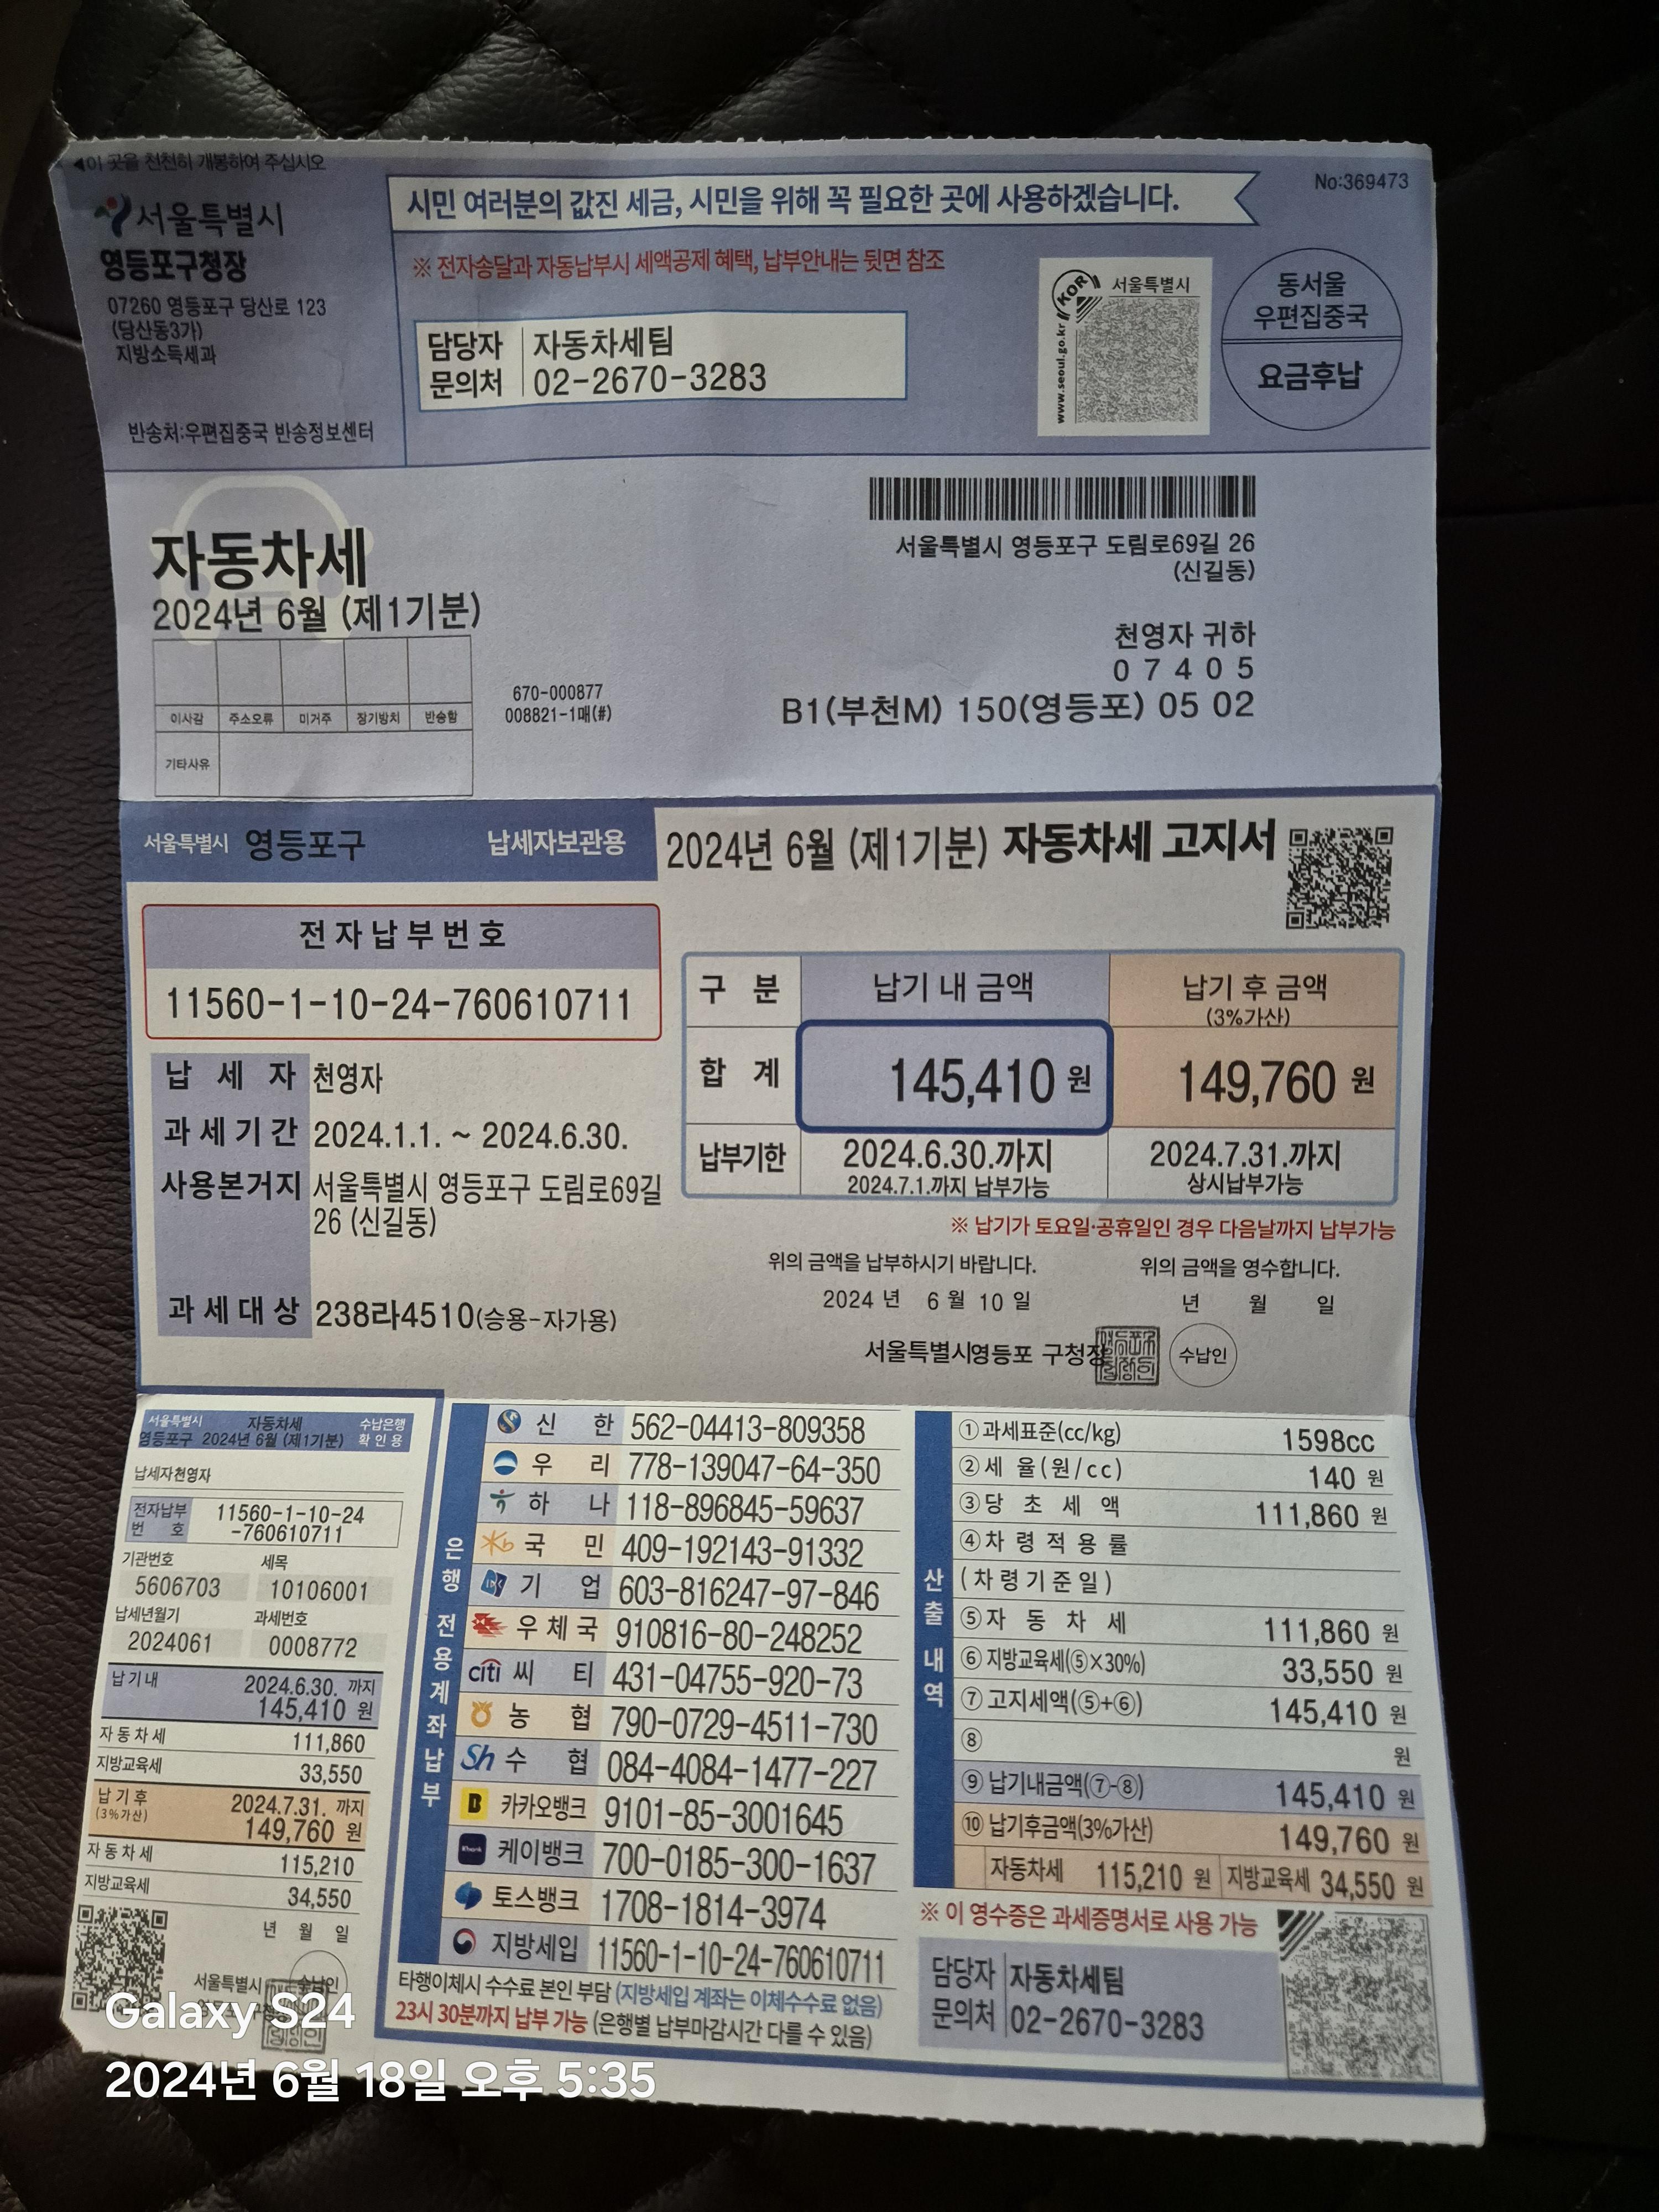 ◀이 곳을 천천히 개봉하여 주십시오
No:369473
서울특별시
영등포구청장
07260 영등포구 당산로 123
(당산동3가)
지방소득세과
반송처:우편집중국 반송정보센터
시민 여러분의 값진 세금, 시민을 위해 꼭 필요한 곳에 사용하겠습니다.
※ 전자송달과 자동납부시 세액공제 혜택, 납부안내는 뒷면 참조
담당자 자동차세팀
문의처 02-2670-3283
KOR 서울특별시
www.seoul.go.kr
동서울
우편집중국
요금후납
자동차세
2024년 6월 (제1기분)
이사감 주소오류 미거주 장기방치 반송함
기타사유
670-000877
008821-1매(#)
서울특별시 영등포구 도림로69길 26
(신길동)
천영자 귀하
0 7 4 0 5
B1(부천M) 150(영등포) 05 02
서울특별시 영등포구 납세자보관용
2024년 6월 (제1기분) 자동차세 고지서
전자납부번호
11560-1-10-24-760610711
납 세 자 천영자
과세기간 2024.1.1. ~ 2024.6.30.
사용본거지 서울특별시 영등포구 도림로69길
26 (신길동)
과세대상 238라4510(승용-자가용)
구 분 납기 내 금액 납기 후 금액
(3%가산)
합 계 145,410 원 149,760 원
납부기한 2024.6.30.까지 2024.7.31.까지
2024.7.1.까지 납부가능 상시납부가능
※ 납기가 토요일·공휴일인 경우 다음날까지 납부가능
위의 금액을 납부하시기 바랍니다. 위의 금액을 영수합니다.
2024 년 6 월 10 일 년 월 일
서울특별시영등포 구청장 수납인
서울특별시 자동차세 수납은행
영등포구 2024년 6월 (제1기분) 확 인 용
납세자천영자
전자납부 11560-1-10-24
번 호 -760610711
기관번호 세목
5606703 10106001
납세년월기 과세번호
2024061 0008772
납기내 2024.6.30. 까지
145,410 원
자동차세 111,860
지방교육세 33,550
납기후 2024.7.31. 까지
(3%가산) 149,760 원
자동차세 115,210
지방교육세 34,550
년 월 일
서울특별시 수납인
은행 전용계좌납부
신 한 562-04413-809358
우 리 778-139047-64-350
하 나 118-896845-59637
국 민 409-192143-91332
기 업 603-816247-97-846
우체국 910816-80-248252
citi 씨 티 431-04755-920-73
농 협 790-0729-4511-730
Sh 수 협 084-4084-1477-227
B 카카오뱅크 9101-85-3001645
케이뱅크 700-0185-300-1637
토스뱅크 1708-1814-3974
지방세입 11560-1-10-24-760610711
타행이체시 수수료 본인 부담 (지방세입 계좌는 이체수수료 없음)
23시 30분까지 납부 가능 (은행별 납부마감시간 다를 수 있음)
산출내역
①과세표준(cc/kg) 1598cc
②세 율(원/cc) 140 원
③당 초 세 액 111,860 원
④차령적용률
(차령기준일)
⑤자 동 차 세 111,860 원
⑥ 지방교육세(⑤×30%) 33,550 원
⑦ 고지세액(⑤+⑥) 145,410 원
⑧ 원
⑨ 납기내금액(⑦-⑧) 145,410 원
⑩ 납기후금액(3%가산) 149,760 원
자동차세 115,210 원 지방교육세 34,550 원
※ 이 영수증은 과세증명서로 사용 가능
담당자 자동차세팀
문의처 02-2670-3283
Galaxy S24
2024년 6월 18일 오후 5:35